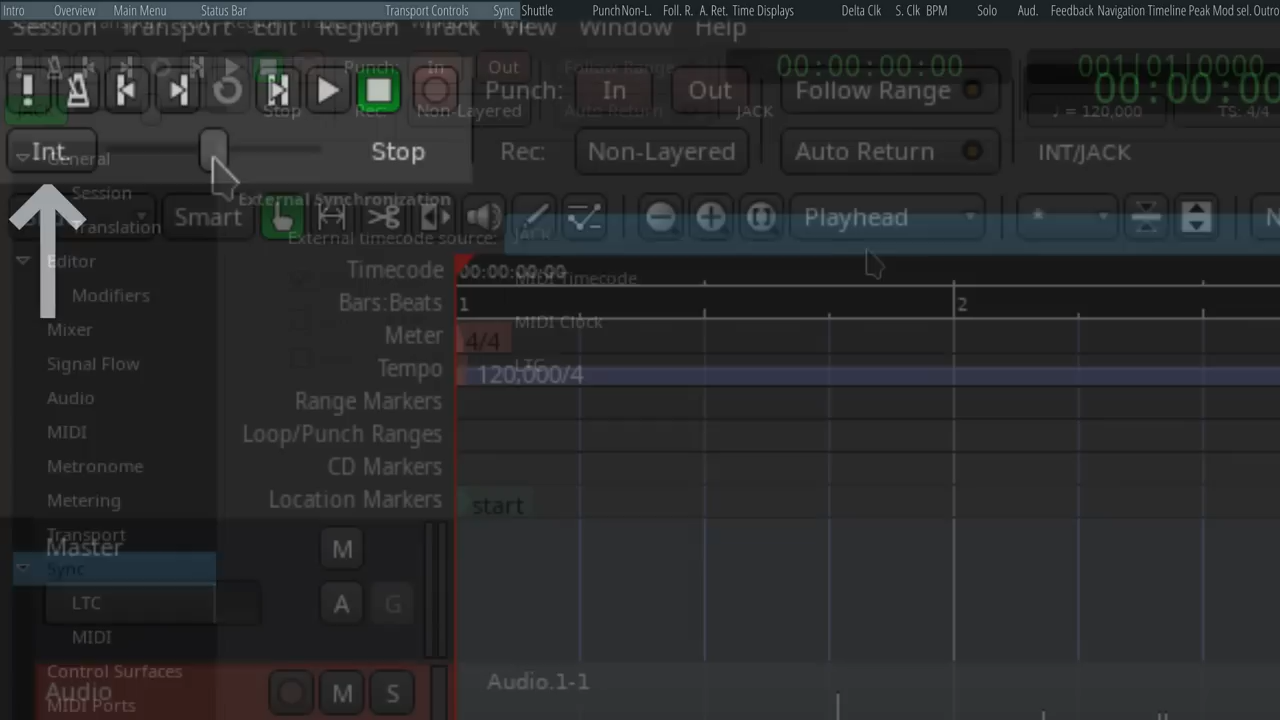 Intro Overview Main Menu Status Bar Transport Controls Sync Shuttle Punch Non-L. Foll. R. A. Ret. Time Displays Delta Clk S. Clk BPM Solo Aud. Feedback Navigation Timeline Peak Mod sel. Outro
Session Transport Edit Region Track View Window Help
Punch: In Out Follow Range 00:00:00:00 001|01|0000
Punch: In Out Follow Range 00:00:00:0
JACK Stop Rec: Non-Layered Auto Return JACK ♩ = 120,000 TS: 4/4
Int. Stop Rec: Non-Layered Auto Return INT/JACK
General
Session External Synchronization
Smart Playhead *
Translation External timecode source: JACK
Editor Timecode 00:00:00:00
MIDI Timecode
Modifiers Bars:Beats 1 2
MIDI Clock
Mixer Meter 4/4
Signal Flow Tempo 120,000/4
LTC
Audio Range Markers
MIDI Loop/Punch Ranges
Metronome CD Markers
Metering Location Markers start
Transport
Master M
Sync
LTC A G
MIDI
Control Surfaces
Audio M S Audio.1-1
MIDI Ports